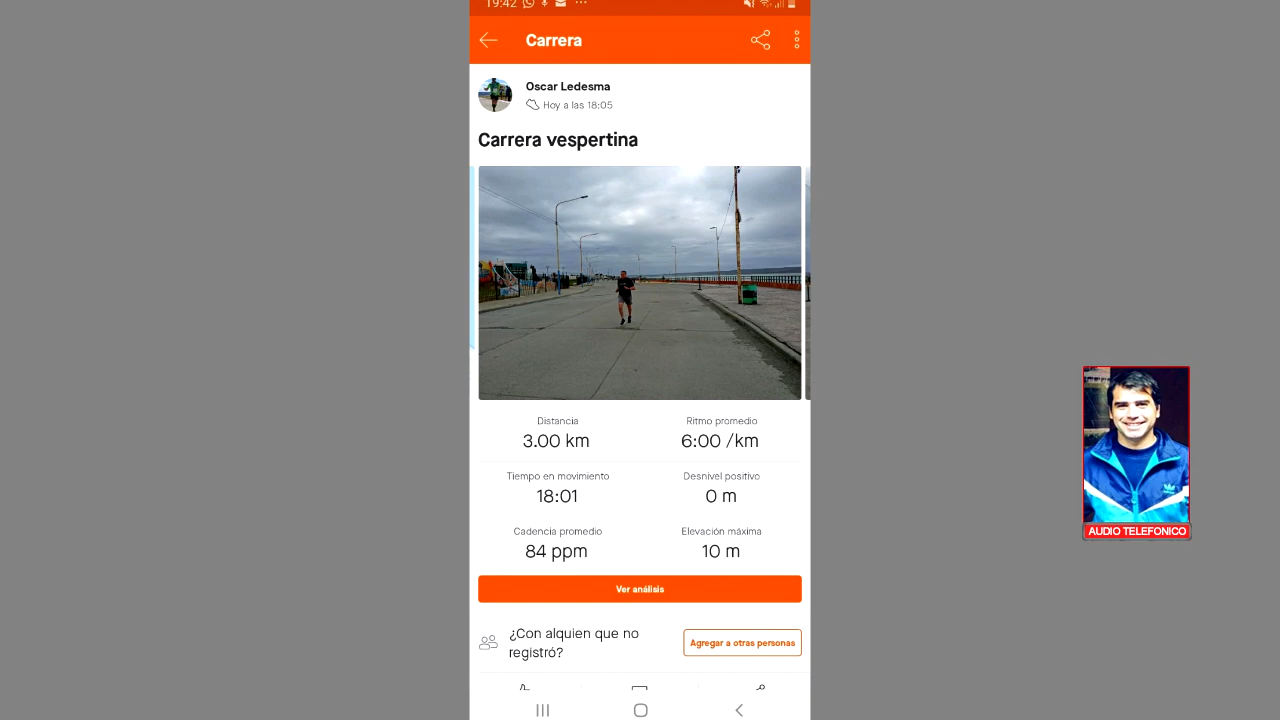 19:42
Carrera
Oscar Ledesma
Hoy a las 18:05
Carrera vespertina
Distancia
3.00 km
Ritmo promedio
6:00 /km
Tiempo en movimiento
18:01
Desnivel positivo
0 m
Cadencia promedio
84 ppm
Elevación máxima
10 m
Ver análisis
¿Con alquien que no
registró?
Agregar a otras personas
AUDIO TELEFONICO